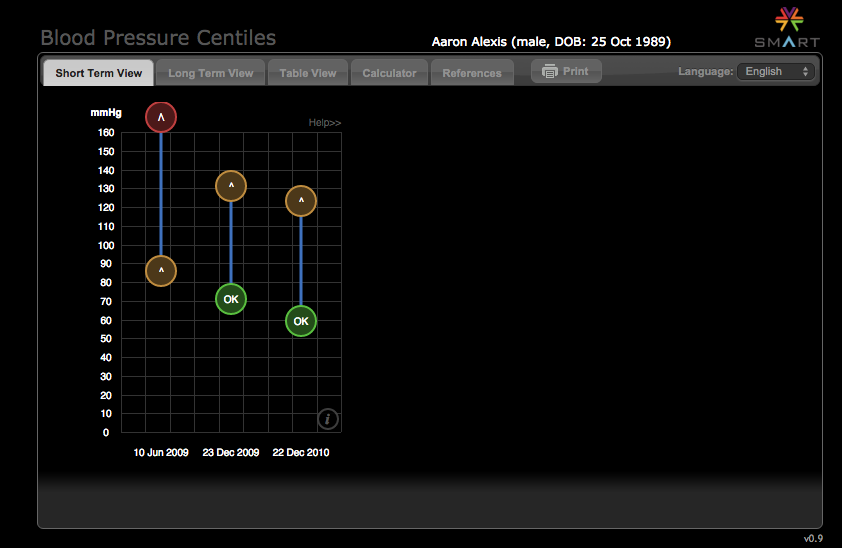 Blood Pressure Centiles
Aaron Alexis (male, DOB: 25 Oct 1989)
SMART
Short Term View
Long Term View
Table View
Calculator
References
Print
Language: English
mmHg
Help>>
160
150
140
130
120
110
100
90
80
70
60
50
40
30
20
10
0
^
^
^
OK
^
OK
i
10 Jun 2009
23 Dec 2009
22 Dec 2010
v0.9